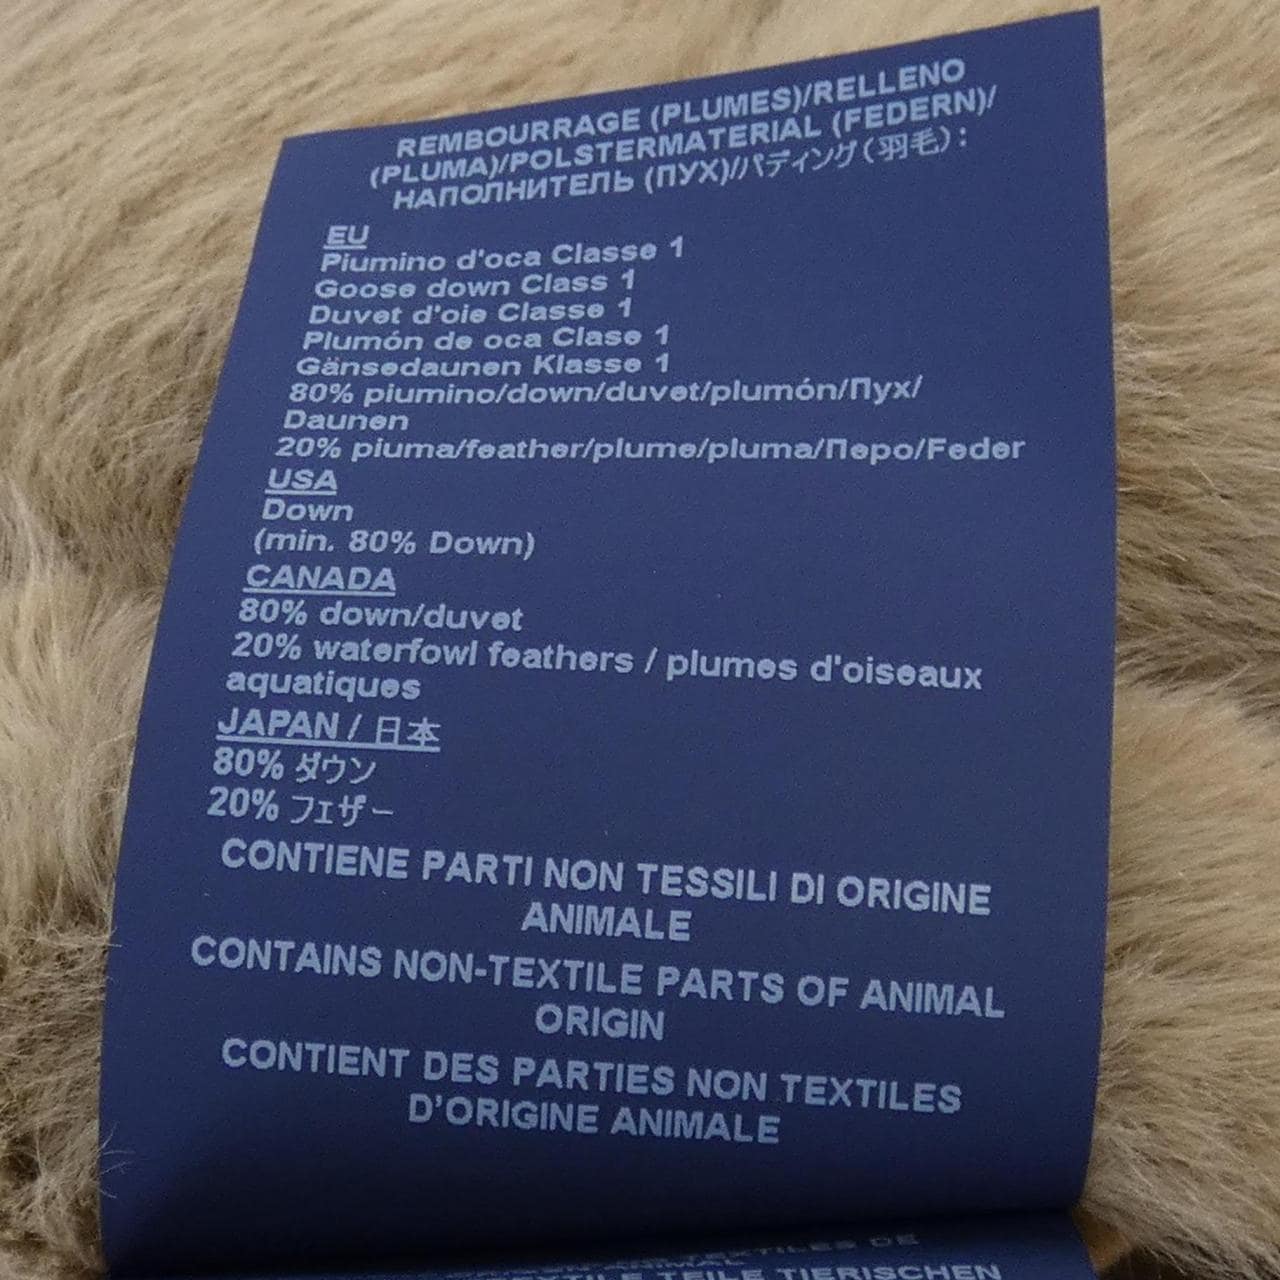 REMBOURRAGE (PLUMES)/RELLENO
(PLUMA)/POLSTERMATERIAL (FEDERN)/
НАПОЛНИТЕЛЬ (ПУХ)/パディング(羽毛):
EU
Piumino d'oca Classe 1
Goose down Class 1
Duvet d'oie Classe 1
Plumón de oca Clase 1
Gänsedaunen Klasse 1
80% piumino/down/duvet/plumón/Пух/
Daunen
20% piuma/feather/plume/pluma/Перо/Feder
USA
Down
(min. 80% Down)
CANADA
80% down/duvet
20% waterfowl feathers / plumes d'oiseaux
aquatiques
JAPAN / 日本
80% ダウン
20% フェザー
CONTIENE PARTI NON TESSILI DI ORIGINE
ANIMALE
CONTAINS NON-TEXTILE PARTS OF ANIMAL
ORIGIN
CONTIENT DES PARTIES NON TEXTILES
D'ORIGINE ANIMALE
TEXTILES DE
ANIMAL
TEILE TIERISCHEN